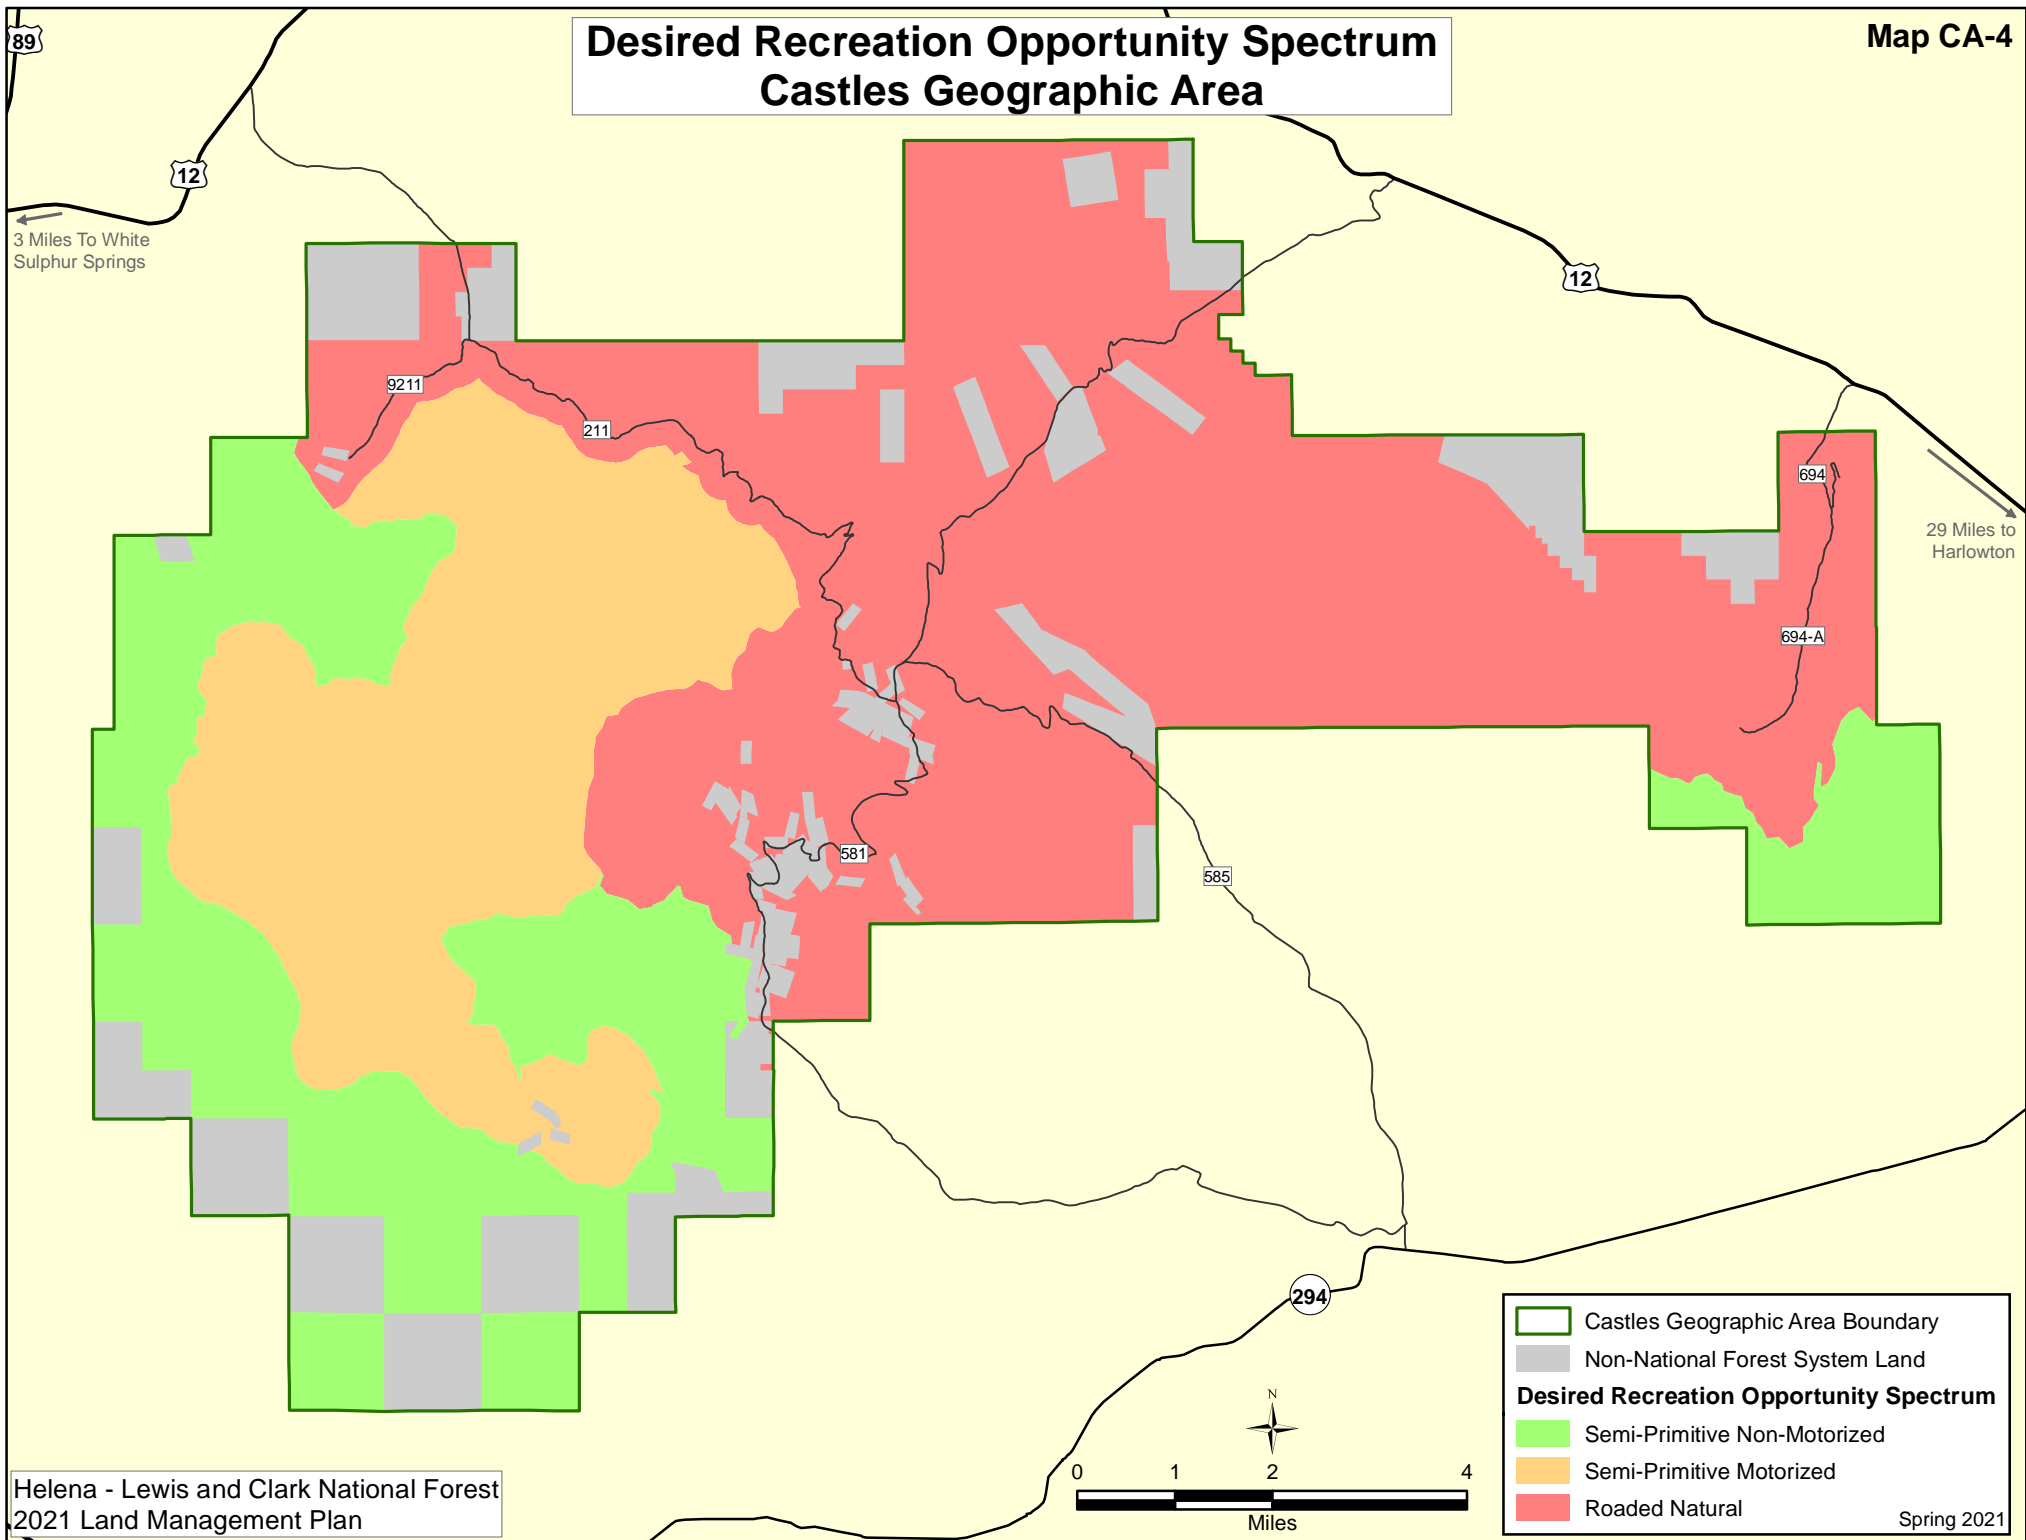 Desired Recreation Opportunity Spectrum
Castles Geographic Area
Map CA-4
89
12
3 Miles To White
Sulphur Springs
12
9211
211
694
29 Miles to
Harlowton
694-A
581
585
294
Castles Geographic Area Boundary
Non-National Forest System Land
Desired Recreation Opportunity Spectrum
Semi-Primitive Non-Motorized
Semi-Primitive Motorized
Roaded Natural
Spring 2021
N
0 1 2 4
Miles
Helena - Lewis and Clark National Forest
2021 Land Management Plan